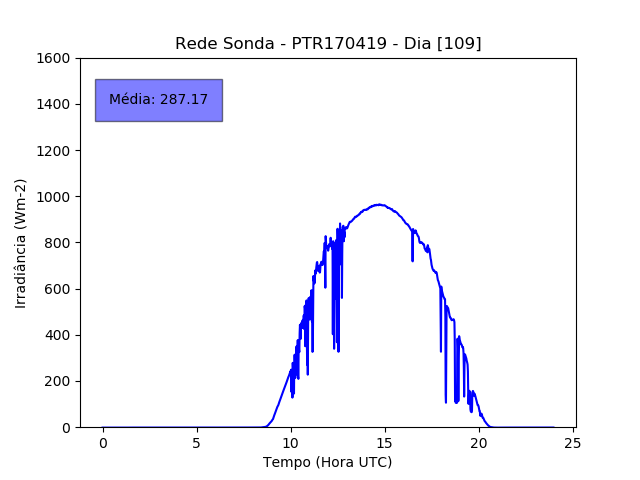 Rede Sonda - PTR170419 - Dia [109]
1600
1400
1200
1000
800
600
400
200
0
Média: 287.17
Irradiância (Wm-2)
0 5 10 15 20 25
Tempo (Hora UTC)